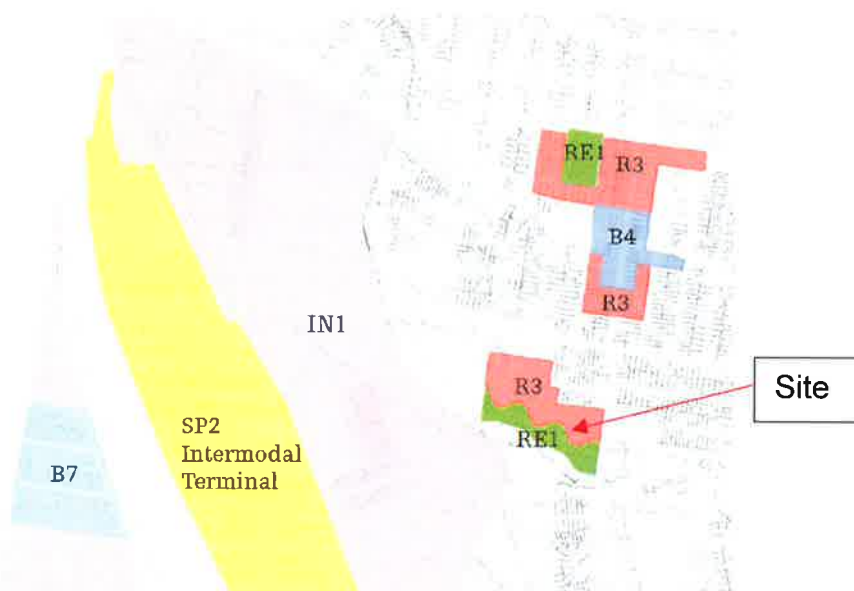 RE1
R3
B4
R3
IN1
R3
Site
RE1
SP2
Intermodal
Terminal
B7